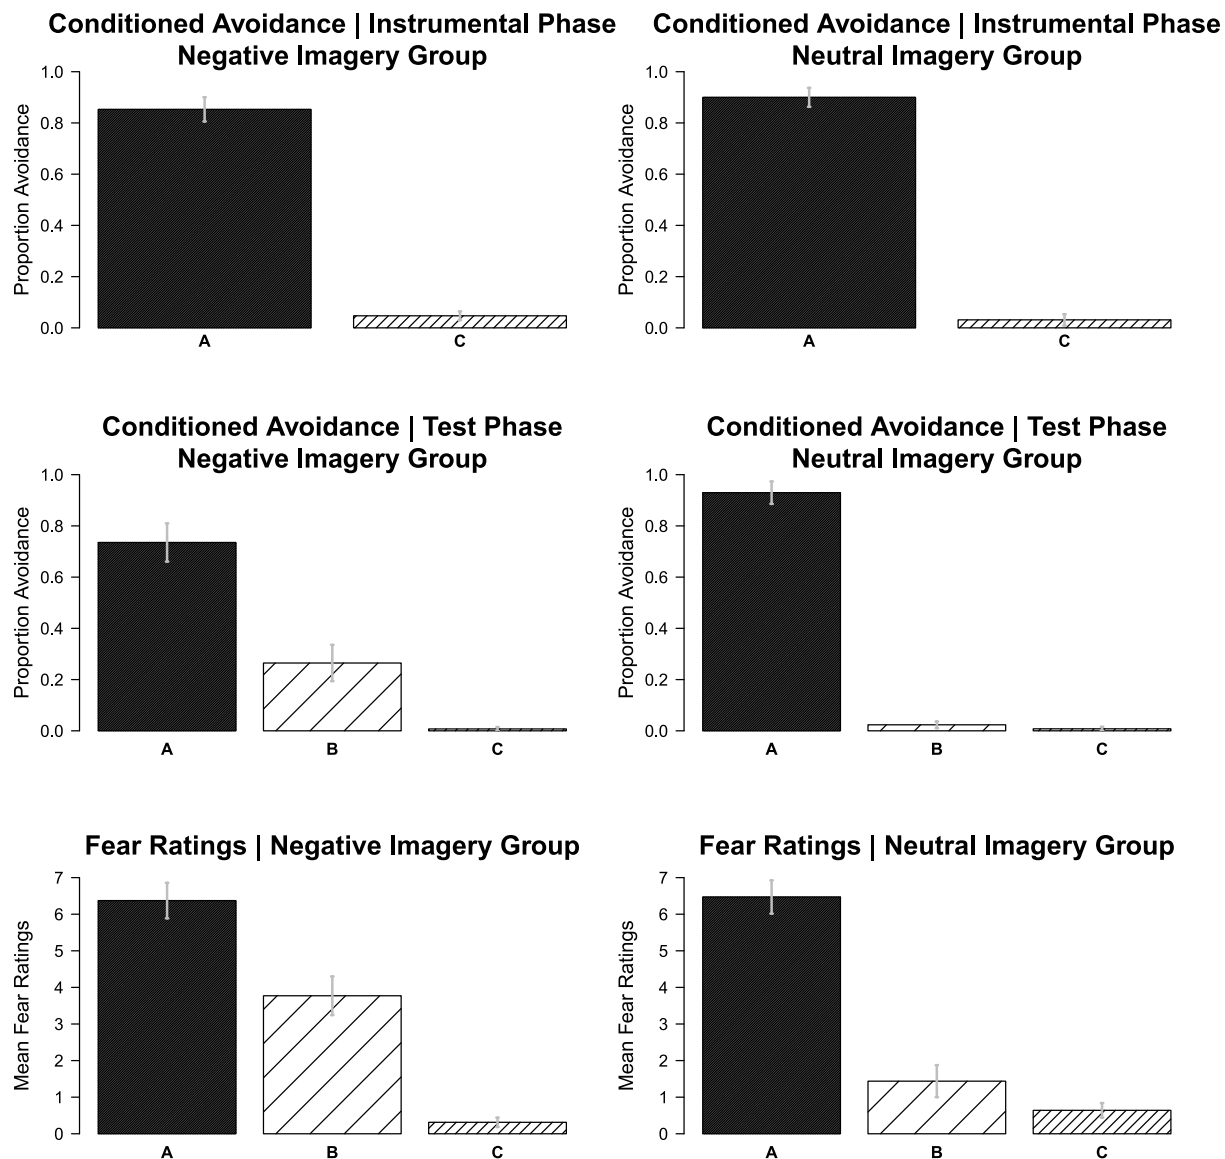 Conditioned Avoidance | Instrumental Phase
Negative Imagery Group
Proportion Avoidance
1.0
0.8
0.6
0.4
0.2
0.0
A
C
Conditioned Avoidance | Instrumental Phase
Neutral Imagery Group
Proportion Avoidance
1.0
0.8
0.6
0.4
0.2
0.0
A
C
Conditioned Avoidance | Test Phase
Negative Imagery Group
Proportion Avoidance
1.0
0.8
0.6
0.4
0.2
0.0
A
B
C
Conditioned Avoidance | Test Phase
Neutral Imagery Group
Proportion Avoidance
1.0
0.8
0.6
0.4
0.2
0.0
A
B
C
Fear Ratings | Negative Imagery Group
Mean Fear Ratings
7
6
5
4
3
2
1
0
A
B
C
Fear Ratings | Neutral Imagery Group
Mean Fear Ratings
7
6
5
4
3
2
1
0
A
B
C